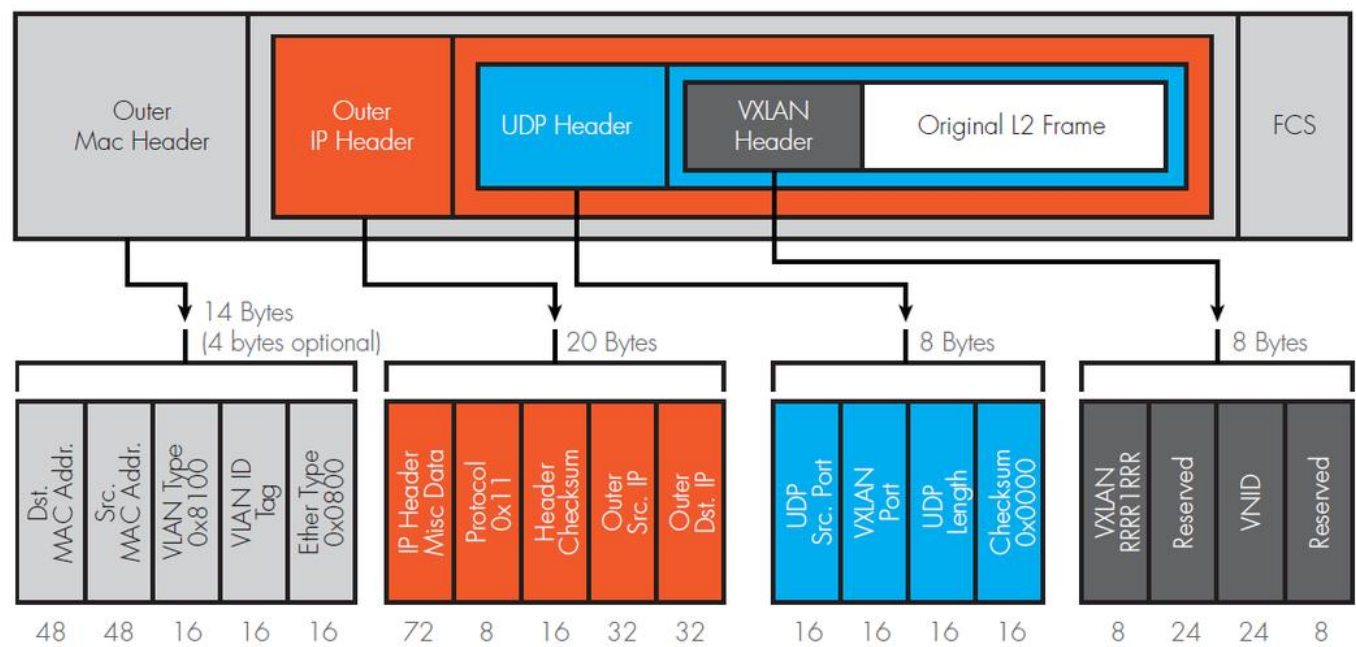 Outer
Mac Header
Outer
IP Header
UDP Header
VXLAN
Header
Original L2 Frame
FCS
14 Bytes
(4 bytes optional)
20 Bytes
8 Bytes
8 Bytes
Dst.
MAC Addr.
Src.
MAC Addr.
VLAN Type
0x8100
VLAN ID
Tag
Ether Type
0x0800
IP Header
Misc Data
Protocol
0x11
Header
Checksum
Outer
Src. IP
Outer
Dst. IP
UDP
Src. Port
VXLAN
Port
UDP
Length
Checksum
0x0000
VXLAN
RRRR 1RRR
Reserved
VNID
Reserved
48 48 16 16 16 72 8 16 32 32 16 16 16 16 8 24 24 8